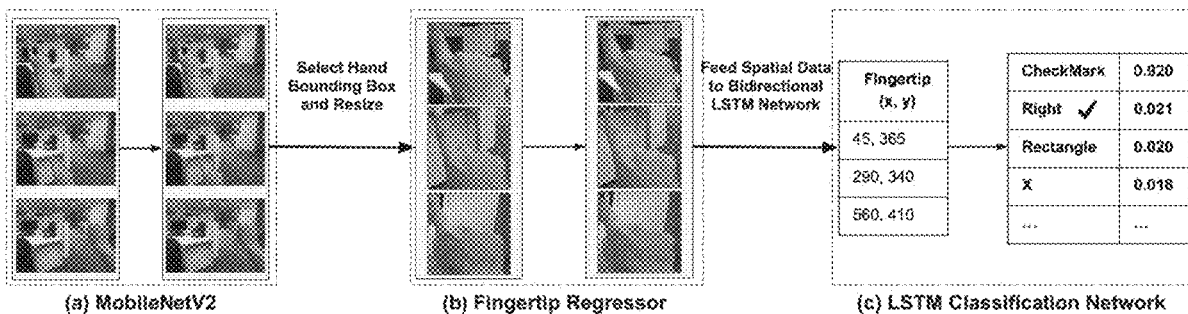 Select Hand
Bounding Box
and Resize
Feed Spatial Data
to Bidirectional
LSTM Network
Fingertip
(x, y)
45, 365
290, 340
560, 410
CheckMark 0.920
Right ✓ 0.021
Rectangle 0.020
X 0.018
... ...
(a) MobileNetV2
(b) Fingertip Regressor
(c) LSTM Classification Network